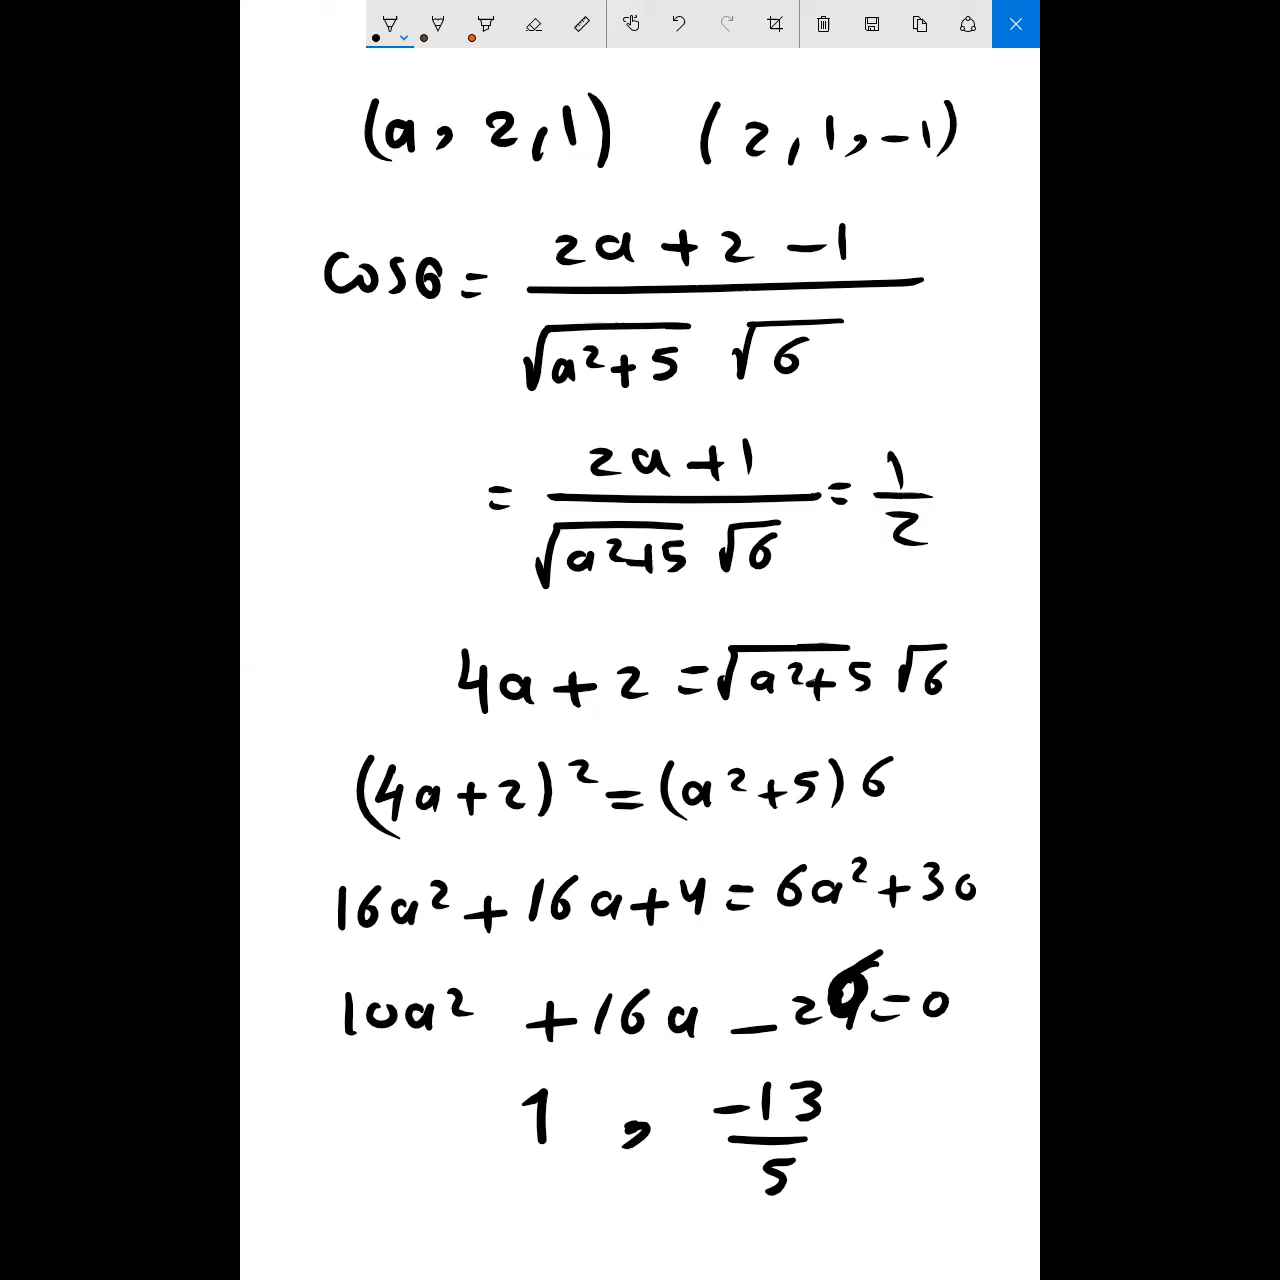 (a, 2, 1) (2, 1, -1)
cosθ = (2a + 2 - 1) / (√(a² + 5) √6)
= (2a + 1) / (√(a² + 5) √6) = 1/2
4a + 2 = √(a² + 5) √6
(4a + 2)² = (a² + 5) 6
16a² + 16a + 4 = 6a² + 30
10a² + 16a - 26 = 0
1 , -13/5